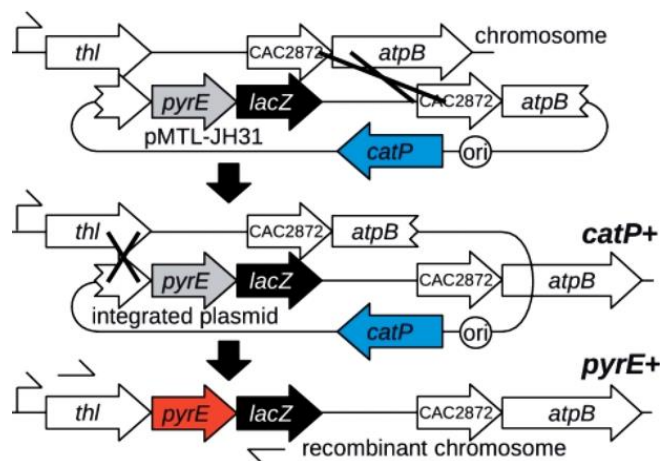 thl CAC2872 atpB chromosome
pyrE lacZ CAC2872 atpB
pMTL-JH31 catP ori
thl CAC2872 atpB catP+
pyrE lacZ CAC2872 atpB
integrated plasmid catP ori
pyrE+
thl pyrE lacZ CAC2872 atpB
recombinant chromosome